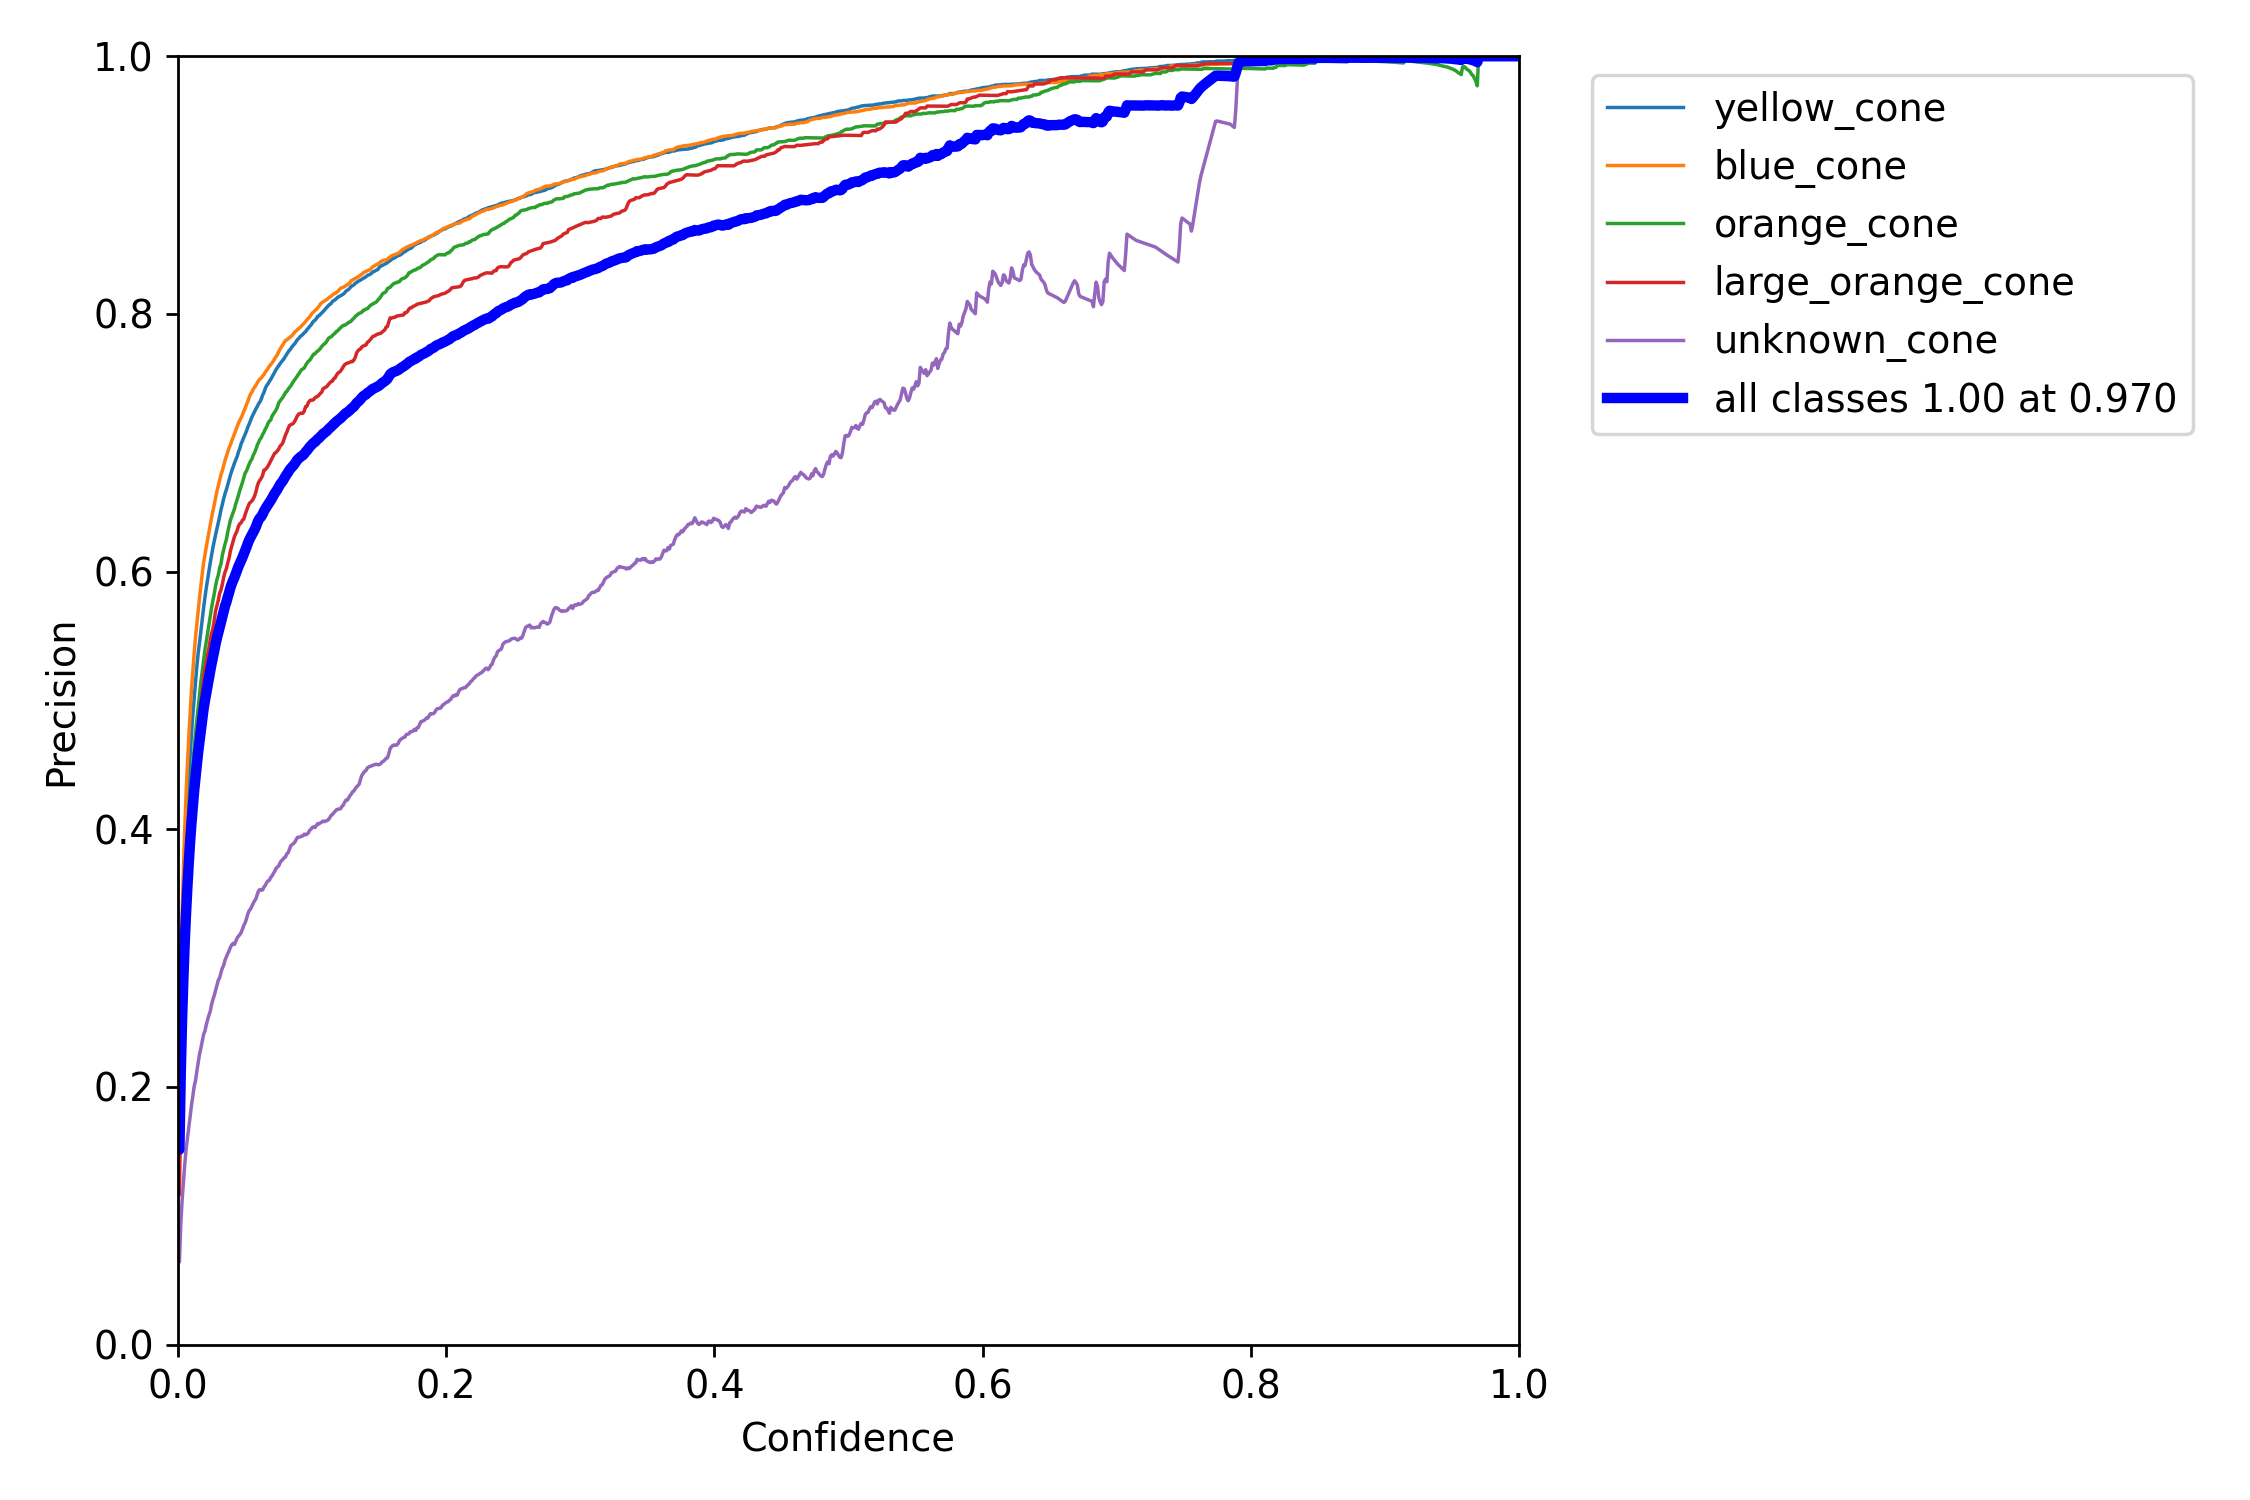 1.0
0.8
0.6
0.4
0.2
0.0
0.0 0.2 0.4 0.6 0.8 1.0
Precision
Confidence
yellow_cone
blue_cone
orange_cone
large_orange_cone
unknown_cone
all classes 1.00 at 0.970